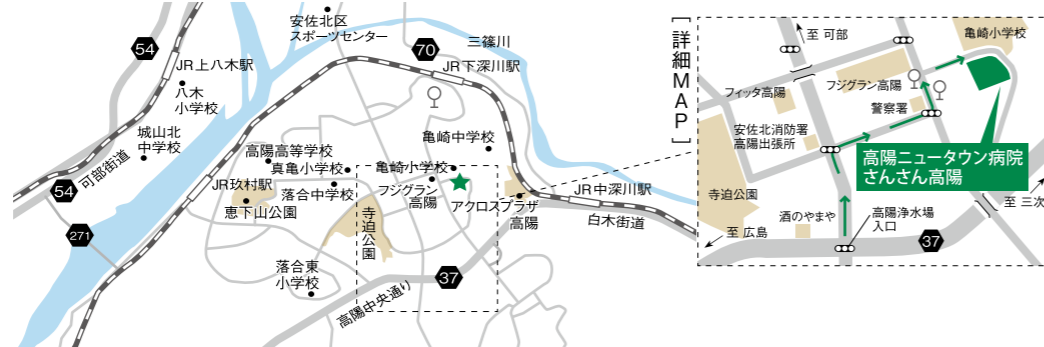 安佐北区
スポーツセンター
54
70
三篠川
JR上八木駅
JR下深川駅
八木
小学校
城山北
中学校
可部街道
亀崎中学校
高陽高等学校
真亀小学校
亀崎小学校
JR玖村駅
落合中学校
フジグラン
高陽
JR中深川駅
54
恵下山公園
アクロスプラザ
高陽
白木街道
271
寺迫公園
落合東
小学校
37
高陽中央通り
[詳細MAP]
至 可部
亀崎小学校
フィッタ高陽
フジグラン高陽
警察署
安佐北消防署
高陽出張所
高陽ニュータウン病院
さんさん高陽
寺迫公園
酒のやまや
高陽浄水場
入口
至 三次
至 広島
37